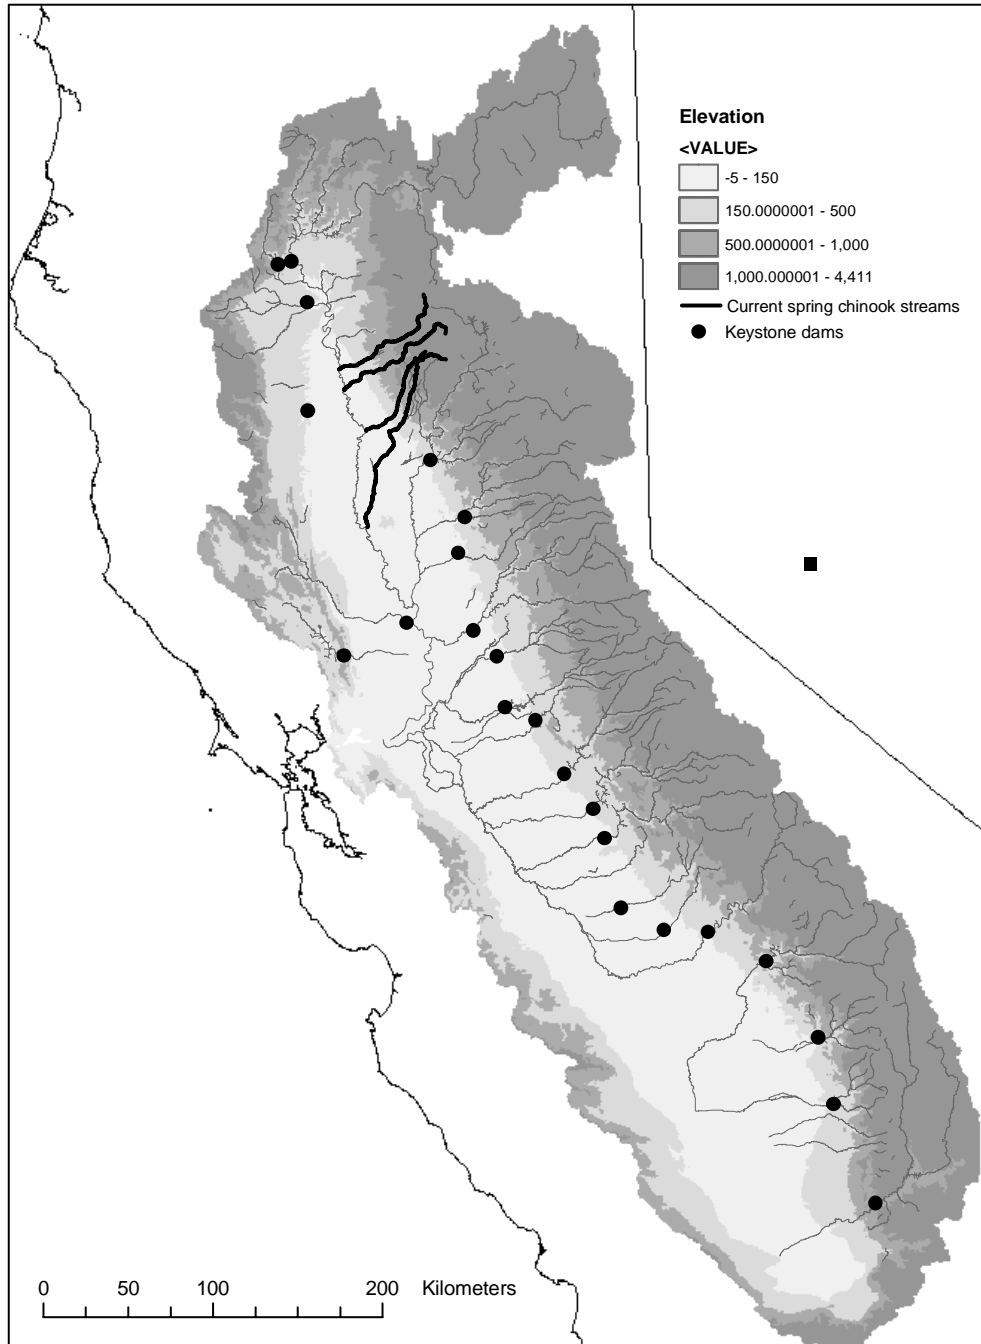 Elevation
<VALUE>
-5 - 150
150.0000001 - 500
500.0000001 - 1,000
1,000.000001 - 4,411
Current spring chinook streams
Keystone dams
0 50 100 200 Kilometers